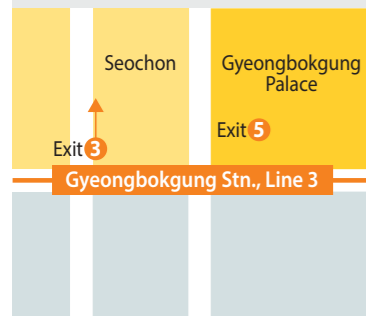 Seochon
Gyeongbokgung
Palace
Exit 5
Exit 3
Gyeongbokgung Stn., Line 3